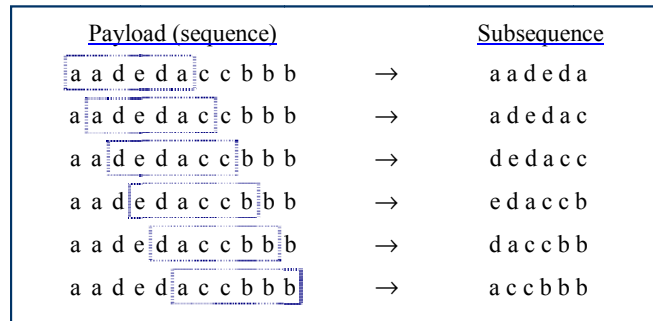 Payload (sequence) Subsequence
a a d e d a c c b b b → a a d e d a
a a d e d a c c b b b → a d e d a c
a a d e d a c c b b b → d e d a c c
a a d e d a c c b b b → e d a c c b
a a d e d a c c b b b → d a c c b b
a a d e d a c c b b b → a c c b b b